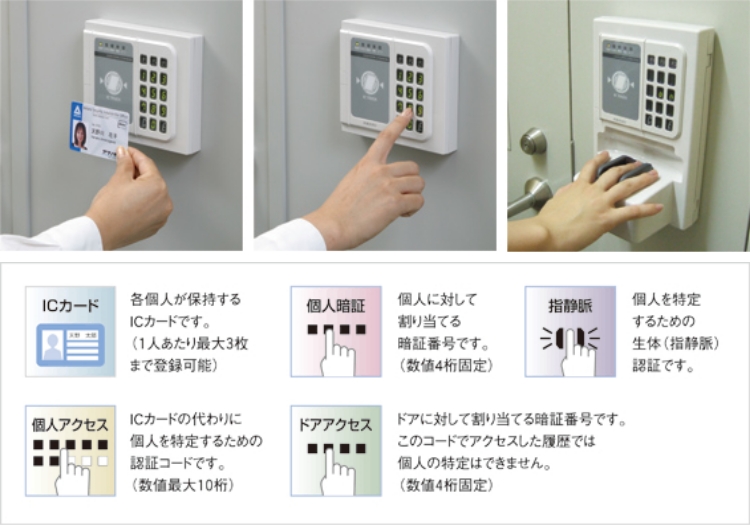 ICカード
各個人が保持する
ICカードです。
（1人あたり最大3枚
まで登録可能）
個人暗証
個人に対して
割り当てる
暗証番号です。
（数値4桁固定）
指静脈
個人を特定
するための
生体（指静脈）
認証です。
個人アクセス
ICカードの代わりに
個人を特定するための
認証コードです。
（数値最大10桁）
ドアアクセス
ドアに対して割り当てる暗証番号です。
このコードでアクセスした履歴では
個人の特定はできません。
（数値4桁固定）